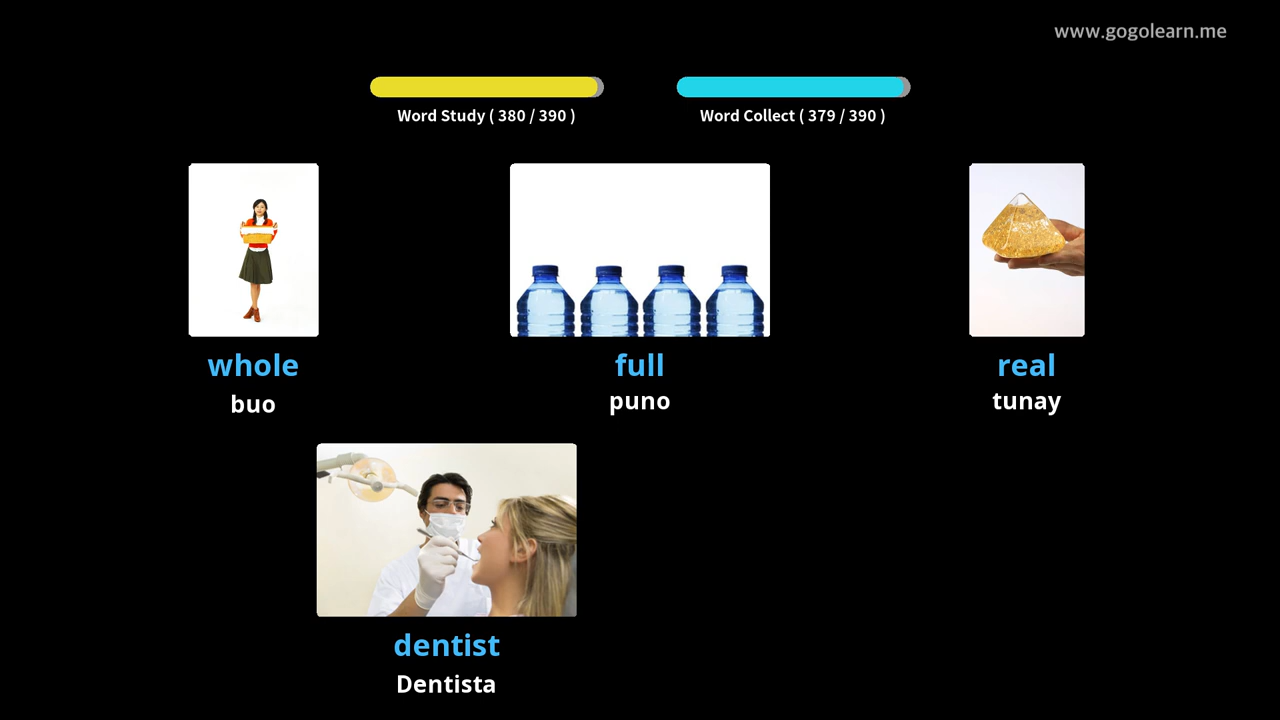 www.gogolearn.me
Word Study ( 380 / 390 )
Word Collect ( 379 / 390 )
whole
buo
full
puno
real
tunay
dentist
Dentista